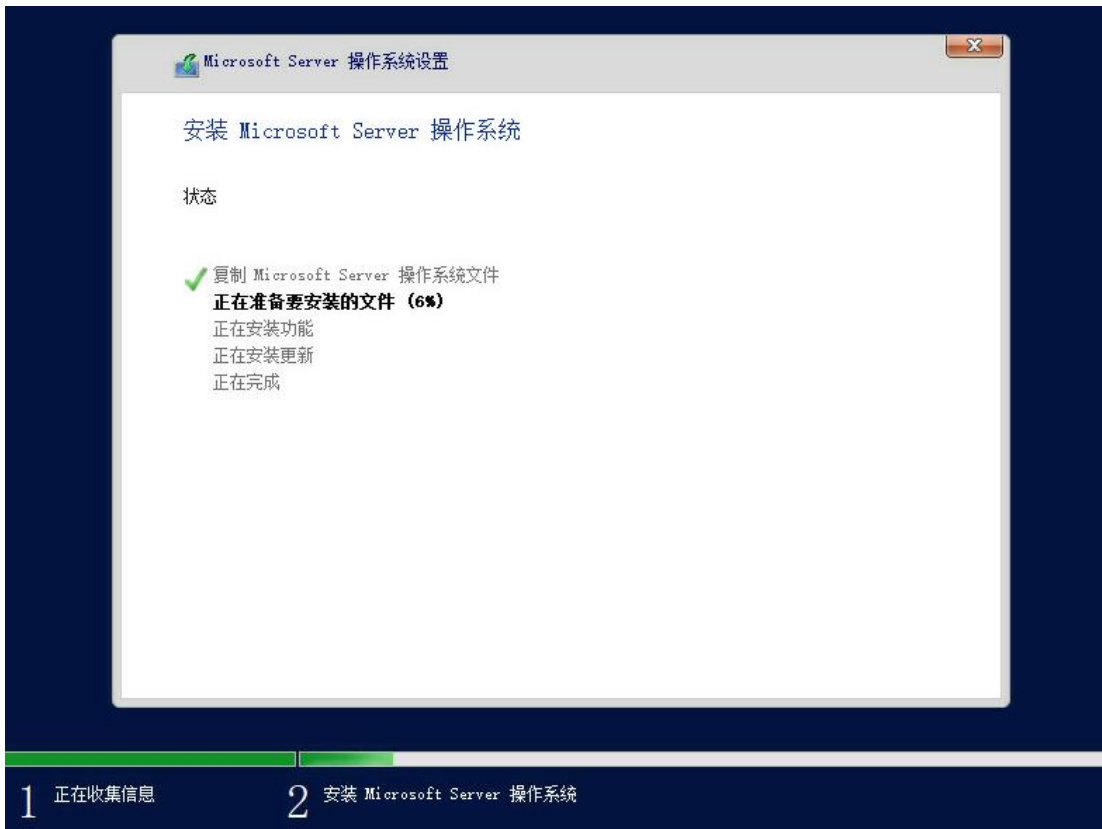 Microsoft Server 操作系统设置
安装 Microsoft Server 操作系统
状态
复制 Microsoft Server 操作系统文件
正在准备要安装的文件 (6%)
正在安装功能
正在安装更新
正在完成
1 正在收集信息
2 安装 Microsoft Server 操作系统